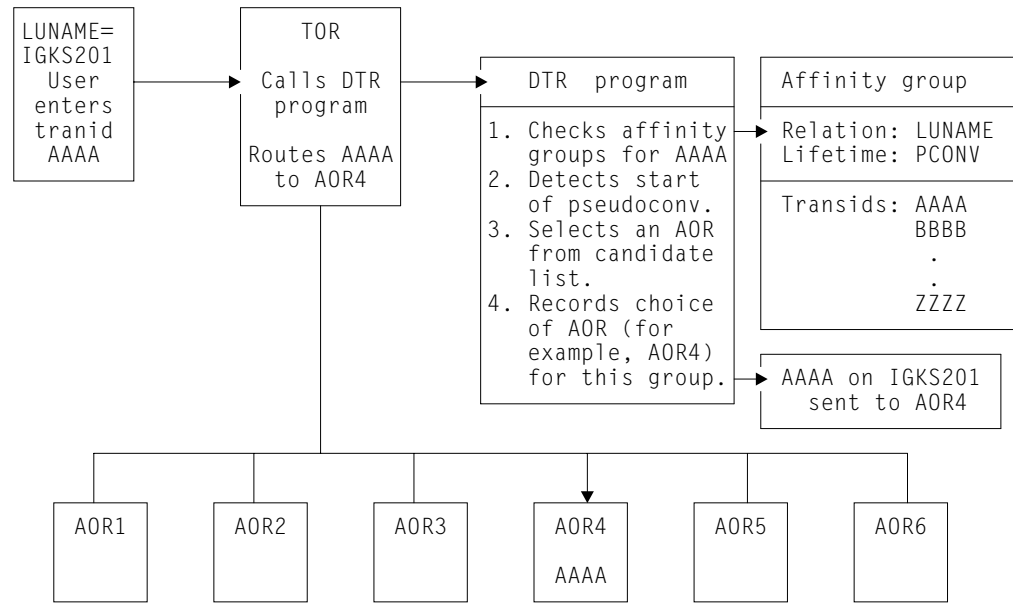 LUNAME=
IGKS201
User
enters
tranid
AAAA
TOR
Calls DTR
program
Routes AAAA
to AOR4
DTR program
1. Checks affinity
groups for AAAA
2. Detects start
of pseudoconv.
3. Selects an AOR
from candidate
list.
4. Records choice
of AOR (for
example, AOR4)
for this group.
Affinity group
Relation: LUNAME
Lifetime: PCONV
Transids: AAAA
BBBB
.
.
ZZZZ
AAAA on IGKS201
sent to AOR4
AOR1
AOR2
AOR3
AOR4
AAAA
AOR5
AOR6